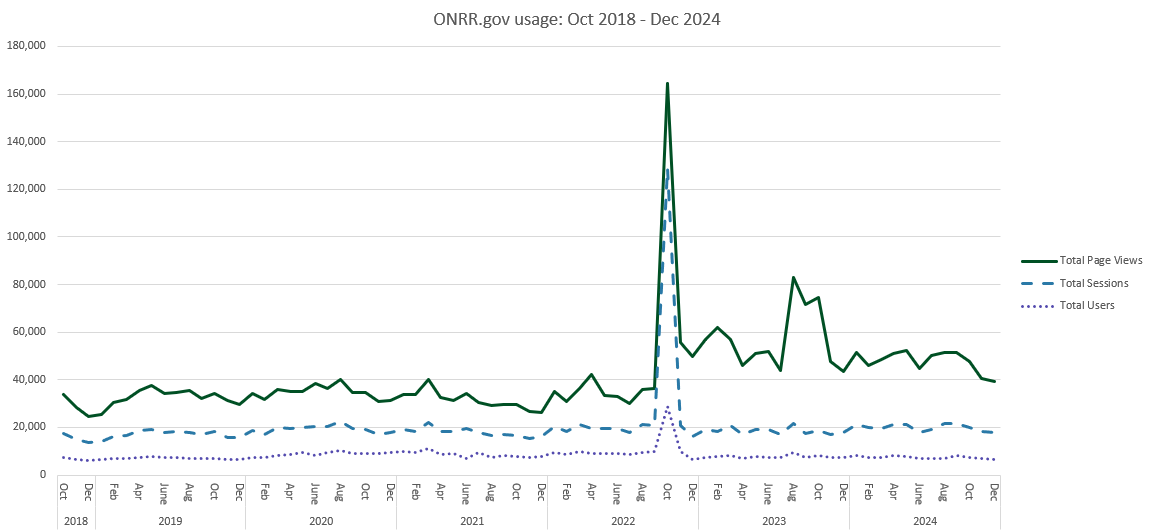 ONRR.gov usage: Oct 2018 - Dec 2024
180,000
160,000
140,000
120,000
100,000
80,000
60,000
40,000
20,000
0
Total Page Views
Total Sessions
Total Users
Oct Dec Feb Apr June Aug Oct Dec Feb Apr June Aug Oct Dec Feb Apr June Aug Oct Dec Feb Apr June Aug Oct Dec Feb Apr June Aug Oct Dec Feb Apr June Aug Oct Dec
2018 2019 2020 2021 2022 2023 2024